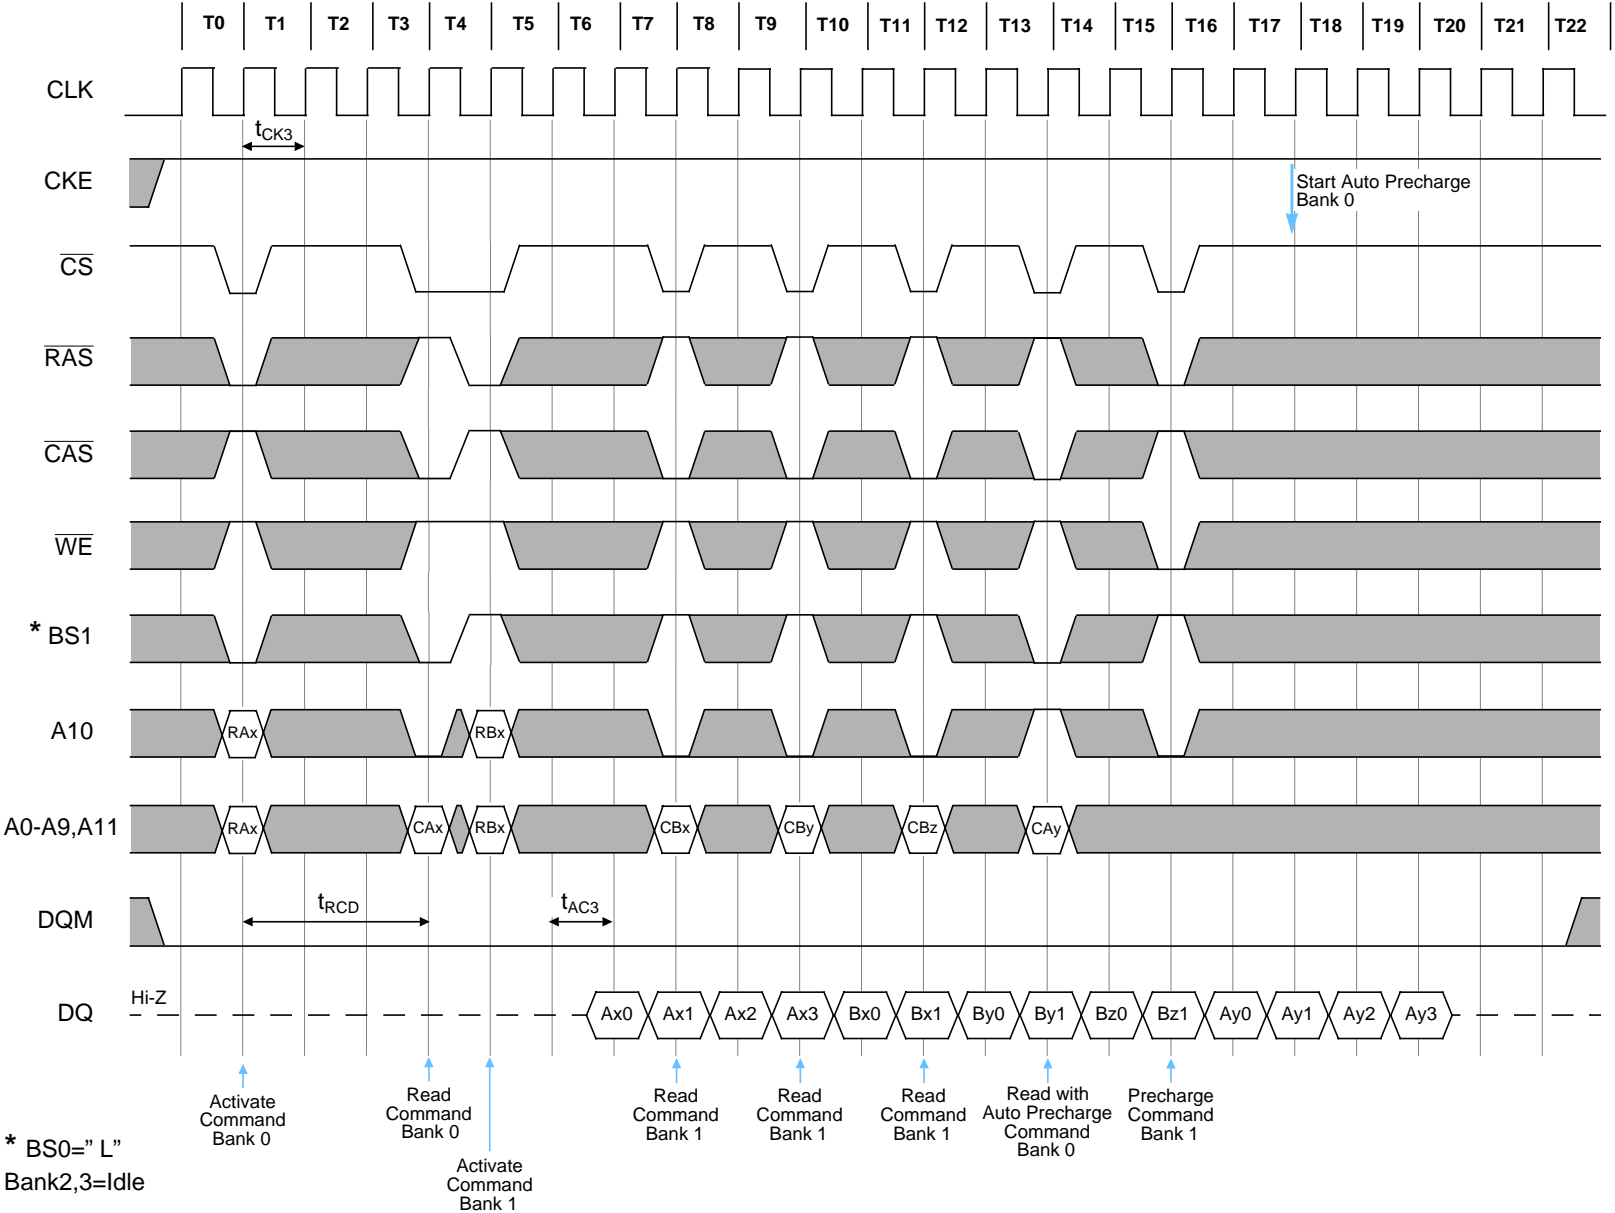 T0 T1 T2 T3 T4 T5 T6 T7 T8 T9 T10 T11 T12 T13 T14 T15 T16 T17 T18 T19 T20 T21 T22
CLK
tCK3
CKE
Start Auto Precharge
Bank 0
CS
RAS
CAS
WE
* BS1
A10
RAx RBx
A0-A9,A11
RAx CAx RBx CBx CBy CBz CAy
DQM
tRCD tAC3
DQ
Hi-Z
Ax0 Ax1 Ax2 Ax3 Bx0 Bx1 By0 By1 Bz0 Bz1 Ay0 Ay1 Ay2 Ay3
Activate
Command
Bank 0
Read
Command
Bank 0
Activate
Command
Bank 1
Read
Command
Bank 1
Read
Command
Bank 1
Read
Command
Bank 1
Read with
Auto Precharge
Command
Bank 0
Precharge
Command
Bank 1
* BS0=” L”
Bank2,3=Idle